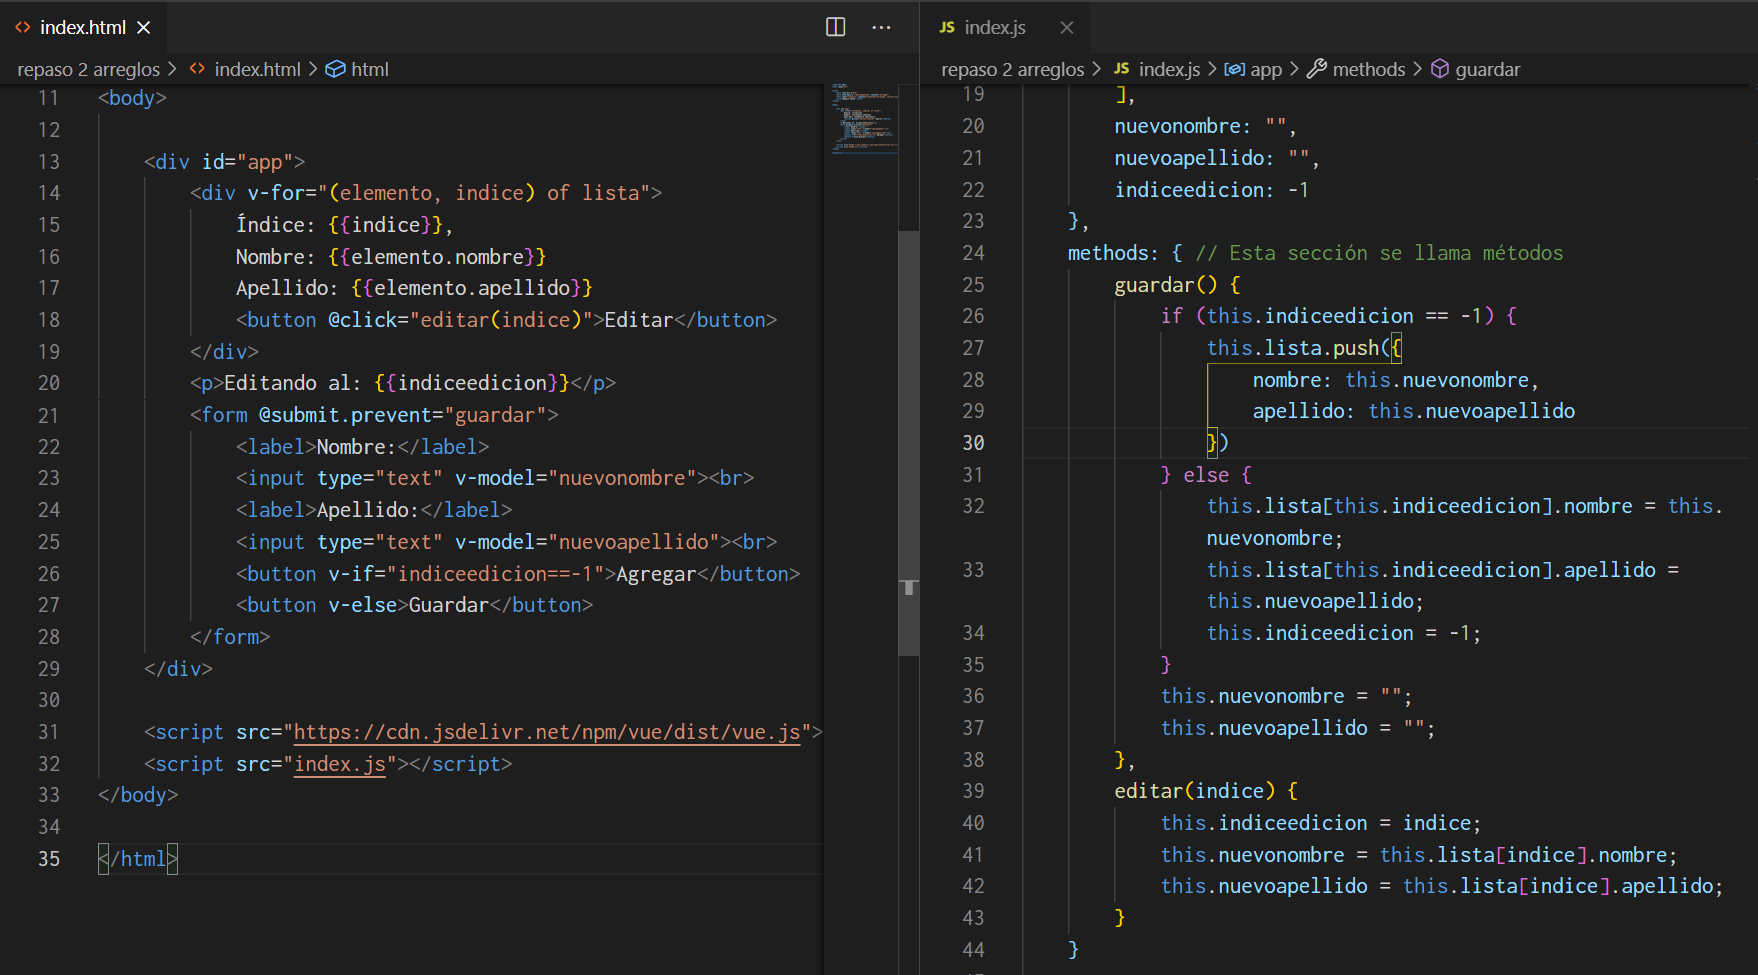 index.html
repaso 2 arreglos > index.html > html
11 <body>
12
13 <div id="app">
14 <div v-for="(elemento, indice) of lista">
15 Índice: {{indice}},
16 Nombre: {{elemento.nombre}}
17 Apellido: {{elemento.apellido}}
18 <button @click="editar(indice)">Editar</button>
19 </div>
20 <p>Editando al: {{indiceedicion}}</p>
21 <form @submit.prevent="guardar">
22 <label>Nombre:</label>
23 <input type="text" v-model="nuevonombre"><br>
24 <label>Apellido:</label>
25 <input type="text" v-model="nuevoapellido"><br>
26 <button v-if="indiceedicion==-1">Agregar</button>
27 <button v-else>Guardar</button>
28 </form>
29 </div>
30
31 <script src="https://cdn.jsdelivr.net/npm/vue/dist/vue.js">
32 <script src="index.js"></script>
33 </body>
34
35 </html>
JS index.js
repaso 2 arreglos > JS index.js > app > methods > guardar
19 ],
20 nuevonombre: "",
21 nuevoapellido: "",
22 indiceedicion: -1
23 },
24 methods: { // Esta sección se llama métodos
25 guardar() {
26 if (this.indiceedicion == -1) {
27 this.lista.push({
28 nombre: this.nuevonombre,
29 apellido: this.nuevoapellido
30 })
31 } else {
32 this.lista[this.indiceedicion].nombre = this.
nuevonombre;
33 this.lista[this.indiceedicion].apellido =
this.nuevoapellido;
34 this.indiceedicion = -1;
35 }
36 this.nuevonombre = "";
37 this.nuevoapellido = "";
38 },
39 editar(indice) {
40 this.indiceedicion = indice;
41 this.nuevonombre = this.lista[indice].nombre;
42 this.nuevoapellido = this.lista[indice].apellido;
43 }
44 }